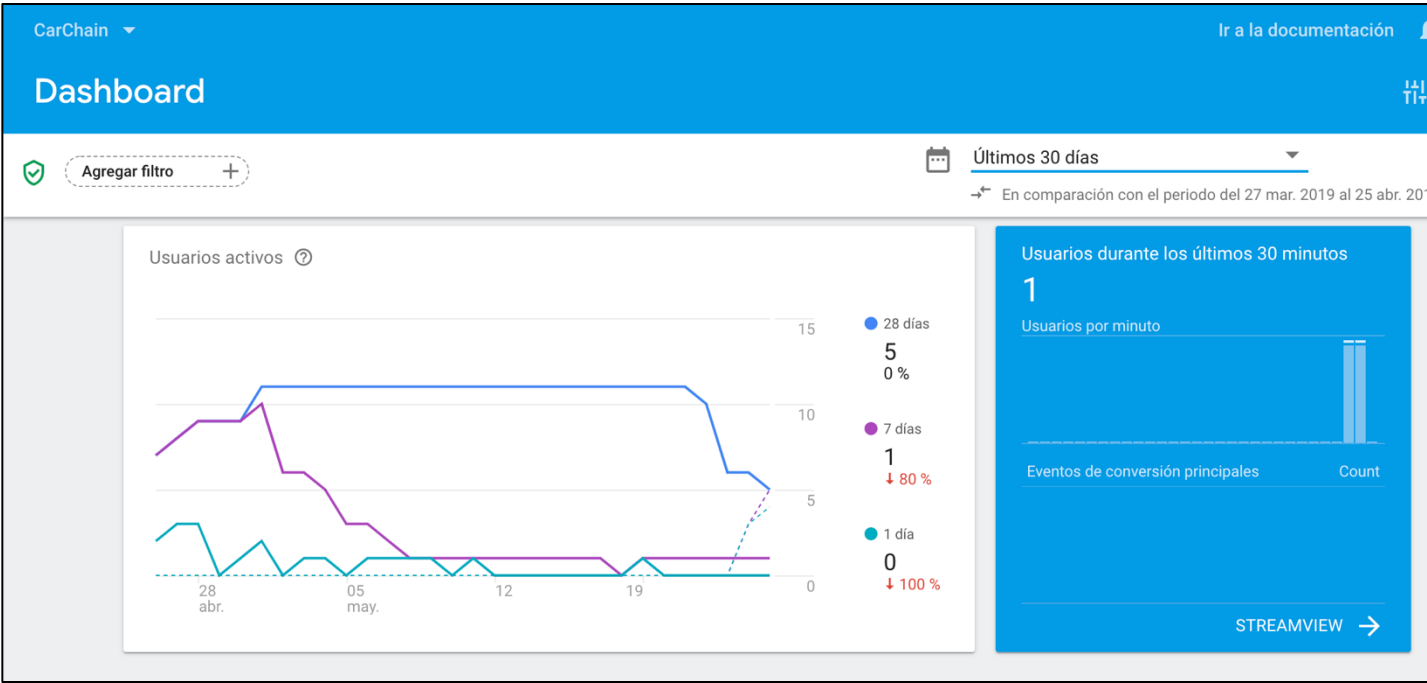 CarChain
Ir a la documentación
Dashboard
Agregar filtro
Últimos 30 días
En comparación con el periodo del 27 mar. 2019 al 25 abr. 201
Usuarios activos
15
10
5
0
28
abr.
05
may.
12
19
28 días
5
0 %
7 días
1
↓ 80 %
1 día
0
↓ 100 %
Usuarios durante los últimos 30 minutos
1
Usuarios por minuto
Eventos de conversión principales Count
STREAMVIEW